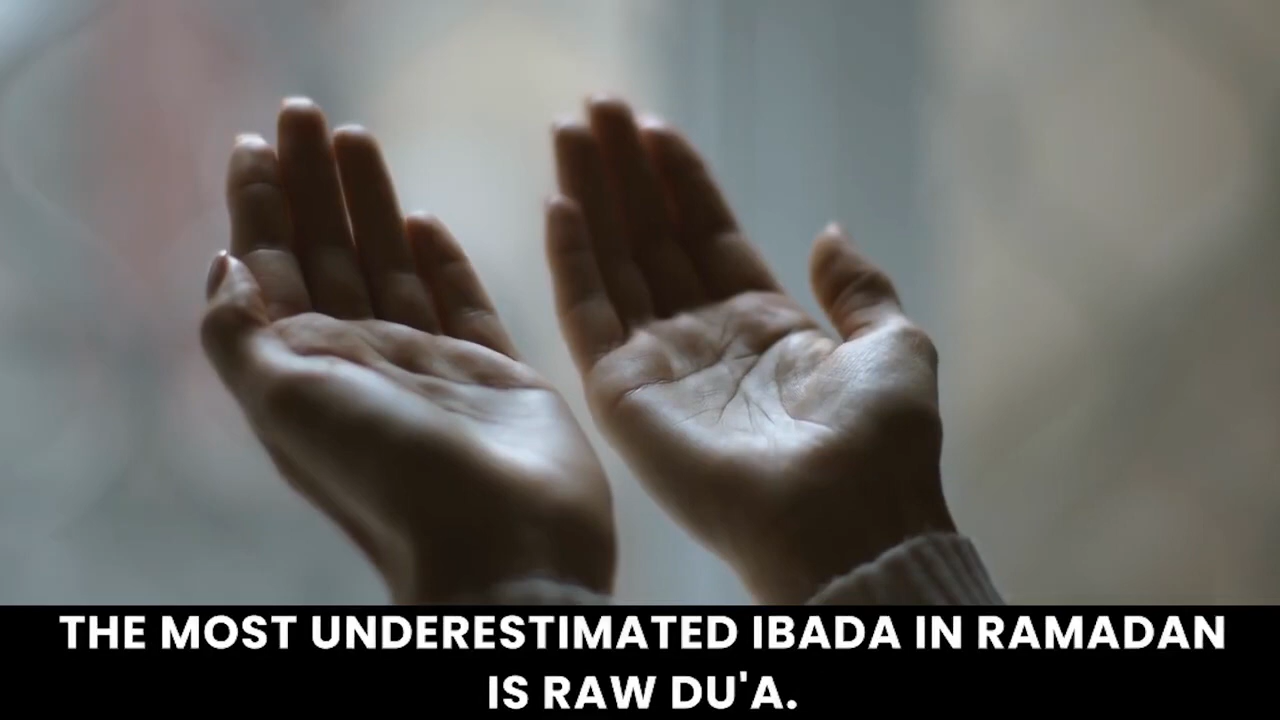 THE MOST UNDERESTIMATED IBADA IN RAMADAN
IS RAW DU'A.